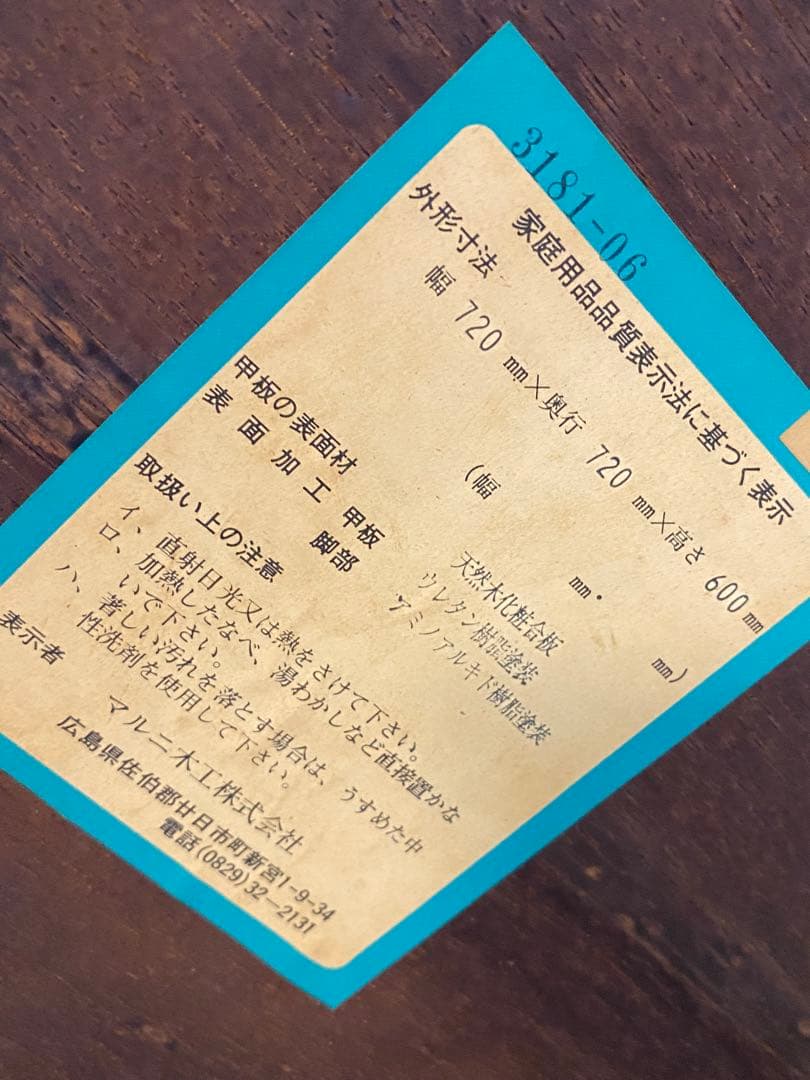 3181-06
家庭用品品質表示法に基づく表示
外形寸法
幅 720 mm×奥行 720 mm×高さ 600mm
(幅 mm・ mm)
甲板の表面材 天然木化粧合板
表面加工 甲板 ウレタン樹脂塗装
脚部 アミノアルキド樹脂塗装
取扱い上の注意
イ、直射日光又は熱をさけて下さい。
ロ、加熱したなべ、湯わかしなど直接置かな
いで下さい。
ハ、著しい汚れを落とす場合は、うすめた中
性洗剤を使用して下さい。
表示者 マルニ木工株式会社
広島県佐伯郡廿日市町新宮1-9-34
電話(0829)32-2131